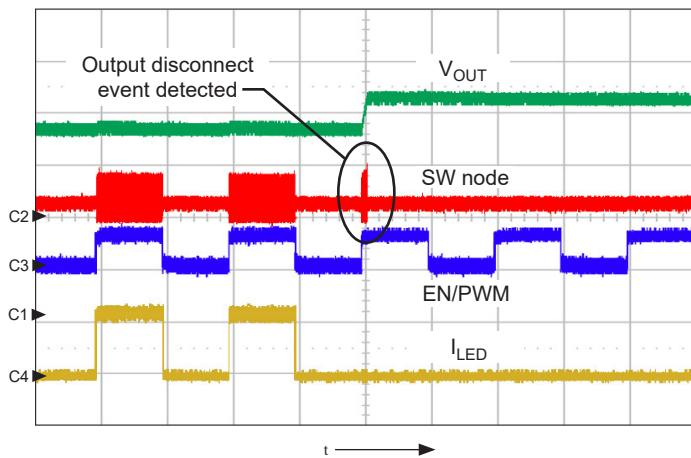 Output disconnect
event detected
VOUT
SW node
C2
C3
EN/PWM
C1
ILED
C4
t